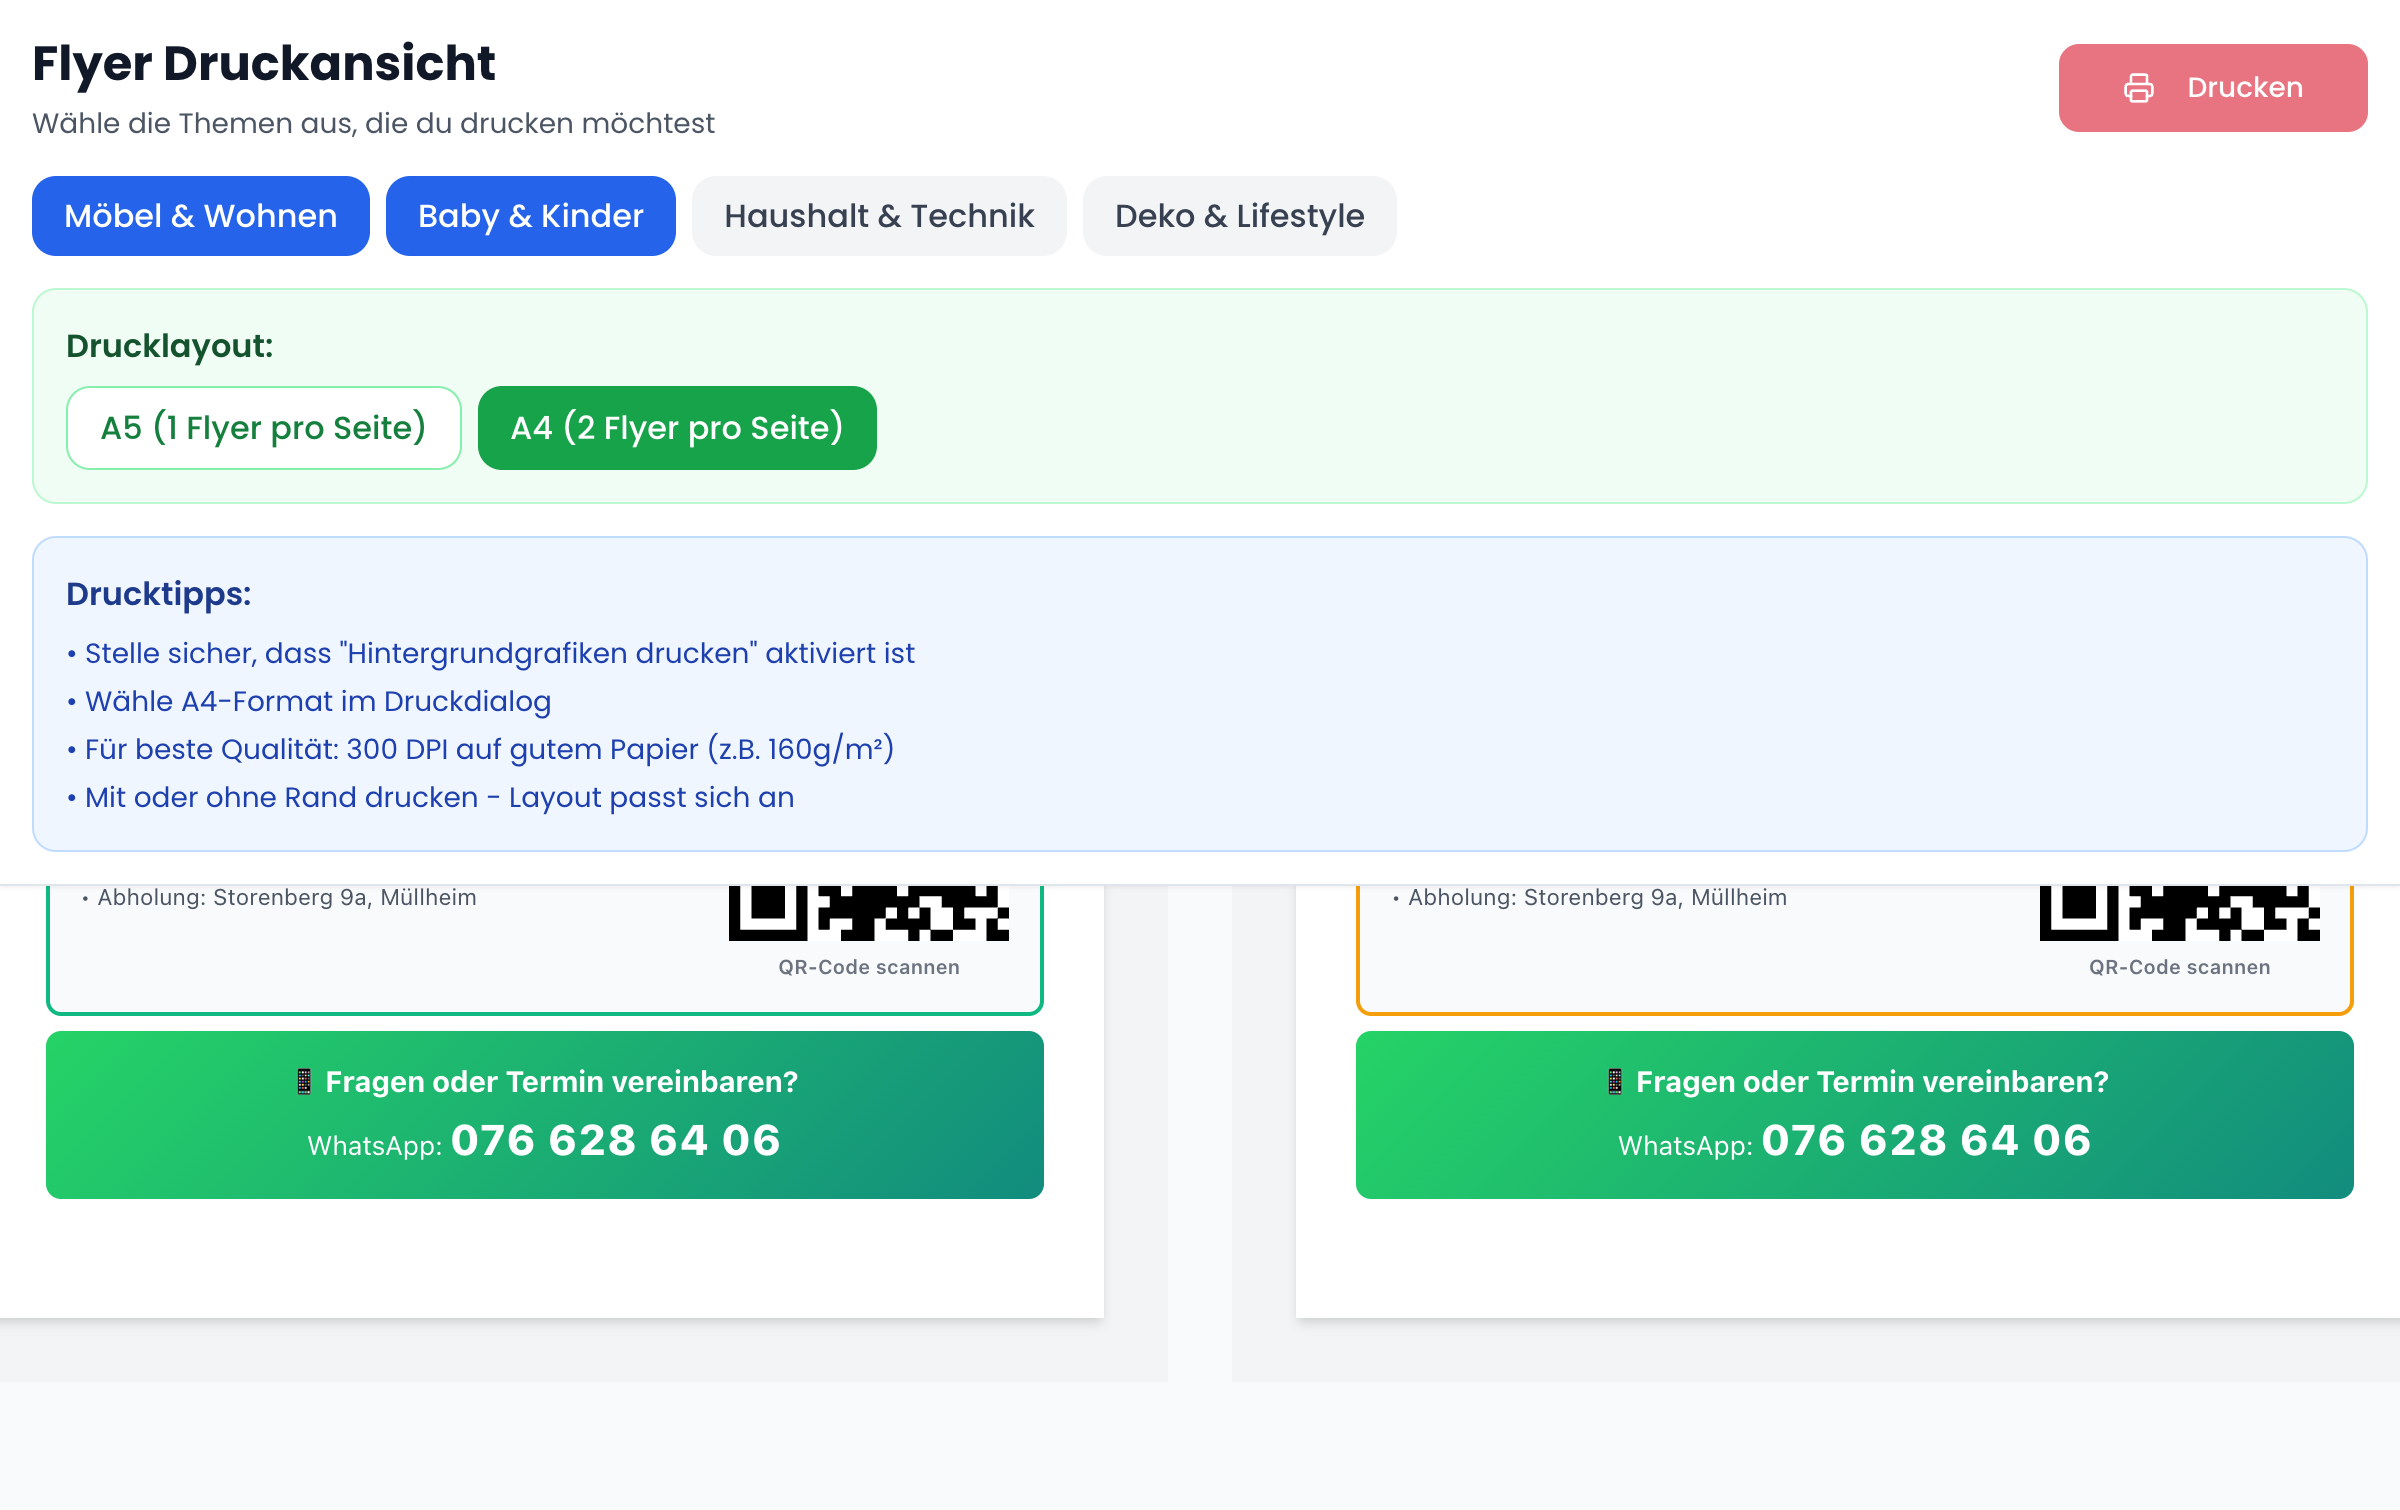 Flyer Druckansicht
Wähle die Themen aus, die du drucken möchtest
Drucken
Möbel & Wohnen
Baby & Kinder
Haushalt & Technik
Deko & Lifestyle
Drucklayout:
A5 (1 Flyer pro Seite)
A4 (2 Flyer pro Seite)
Drucktipps:
• Stelle sicher, dass "Hintergrundgrafiken drucken" aktiviert ist
• Wähle A4-Format im Druckdialog
• Für beste Qualität: 300 DPI auf gutem Papier (z.B. 160g/m²)
• Mit oder ohne Rand drucken - Layout passt sich an
• Abholung: Storenberg 9a, Müllheim
QR-Code scannen
📱 Fragen oder Termin vereinbaren?
WhatsApp: 076 628 64 06
• Abholung: Storenberg 9a, Müllheim
QR-Code scannen
📱 Fragen oder Termin vereinbaren?
WhatsApp: 076 628 64 06